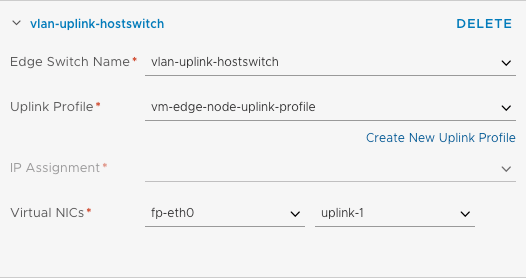 vlan-uplink-hostswitch DELETE
Edge Switch Name* vlan-uplink-hostswitch
Uplink Profile* vm-edge-node-uplink-profile
Create New Uplink Profile
IP Assignment*
Virtual NICs* fp-eth0 uplink-1